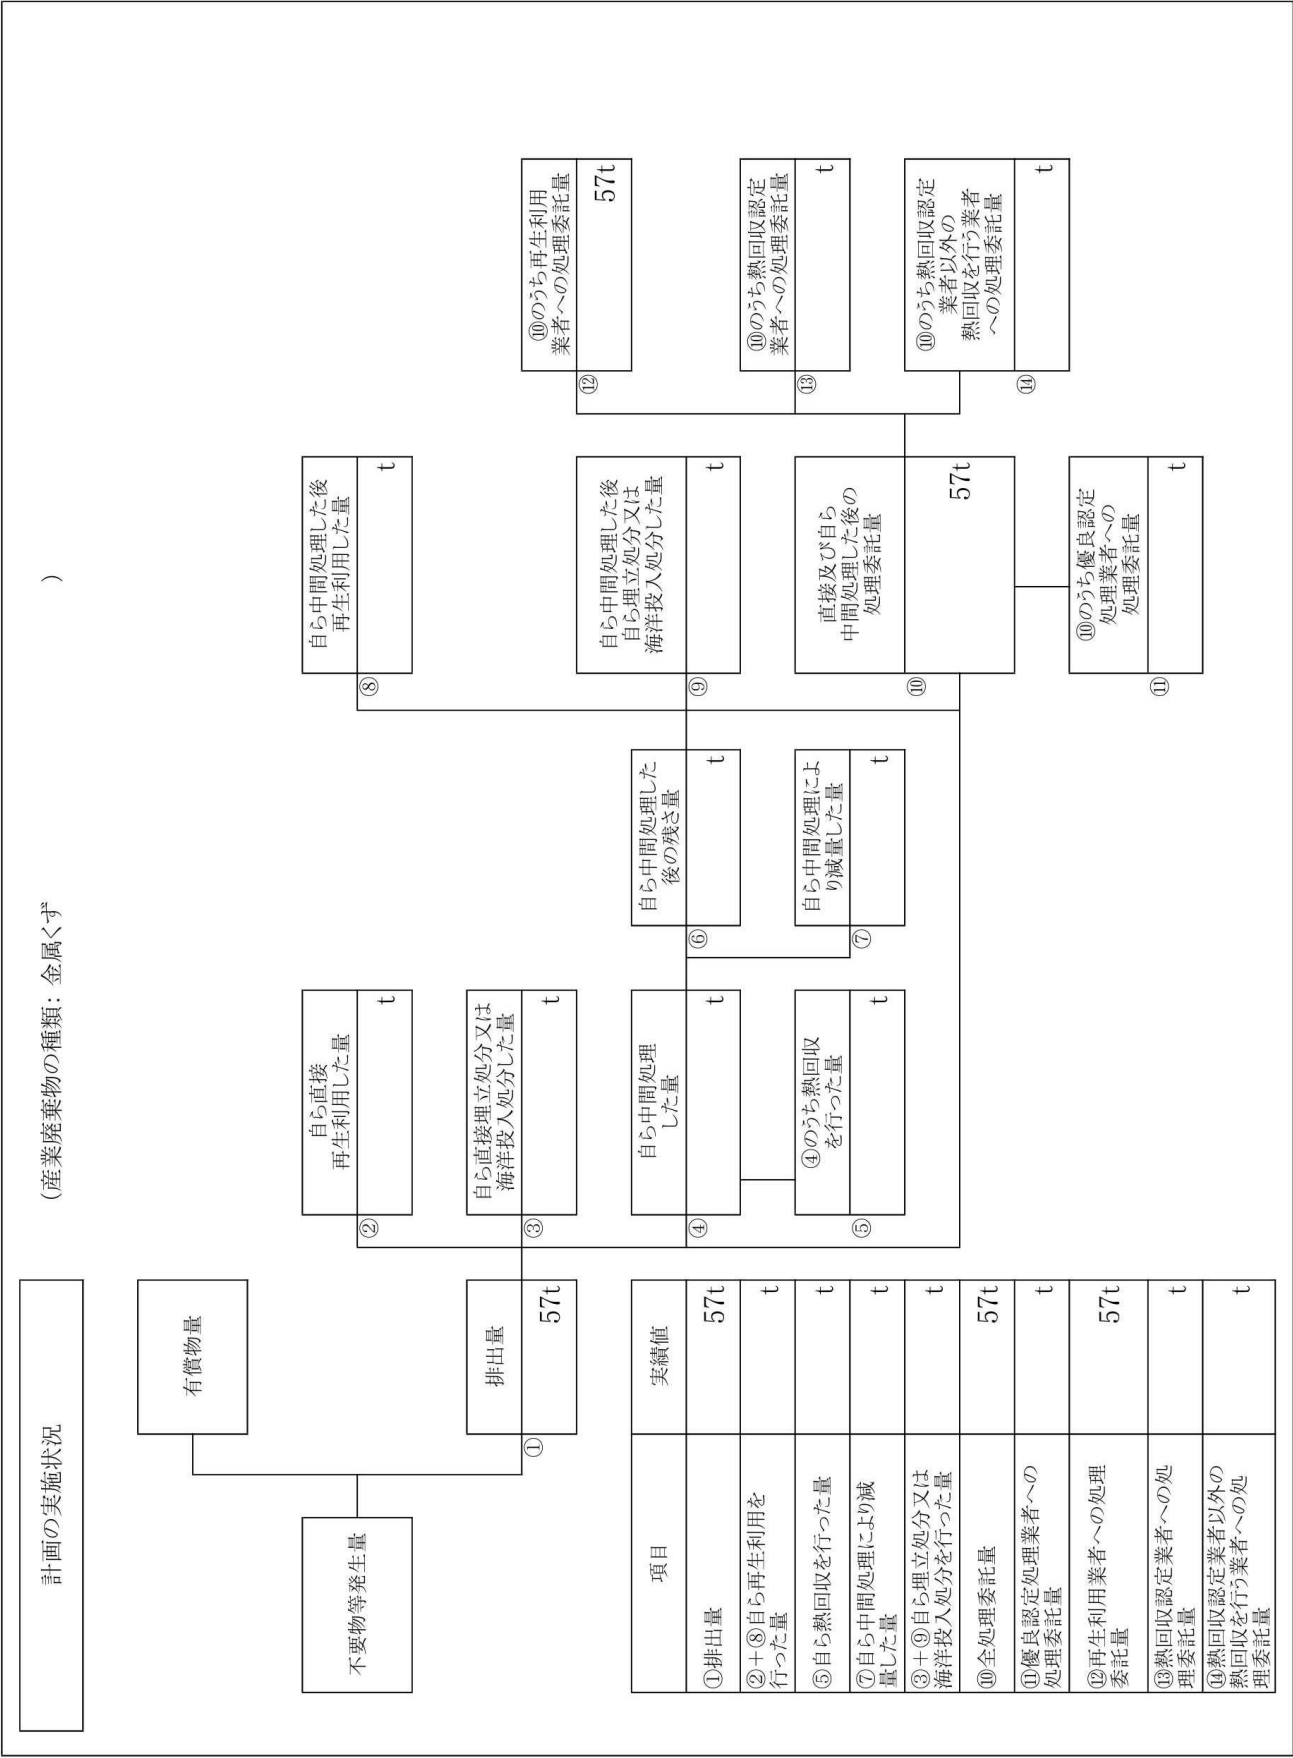 計画の実施状況
(産業廃棄物の種類：金属くず
)
有償物量
不要物等発生量
排出量
①
57t
自ら直接
再生利用した量
②
t
自ら直接埋立処分又は
海洋投入処分した量
③
t
自ら中間処理
した量
④
t
④のうち熱回収
を行った量
⑤
t
自ら中間処理した
後の残さ量
⑥
t
自ら中間処理によ
り減量した量
⑦
t
自ら中間処理した後
再生利用した量
⑧
t
自ら中間処理した後
自ら埋立処分又は
海洋投入処分した量
⑨
t
直接及び自ら
中間処理した後の
処理委託量
⑩
57t
⑩のうち優良認定
処理業者への
処理委託量
⑪
t
⑩のうち再生利用
業者への処理委託量
⑫
57t
⑩のうち熱回収認定
業者への処理委託量
⑬
t
⑩のうち熱回収認定
業者以外の
熱回収を行う業者
への処理委託量
⑭
t
項目
実績値
①排出量
57t
②＋⑧自ら再生利用を
行った量
t
⑤自ら熱回収を行った量
t
⑦自ら中間処理により減
量した量
t
③＋⑨自ら埋立処分又は
海洋投入処分を行った量
t
⑩全処理委託量
57t
⑪優良認定処理業者への
処理委託量
t
⑫再生利用業者への処理
委託量
57t
⑬熱回収認定業者への処
理委託量
t
⑭熱回収認定業者以外の
熱回収を行う業者への処
理委託量
t